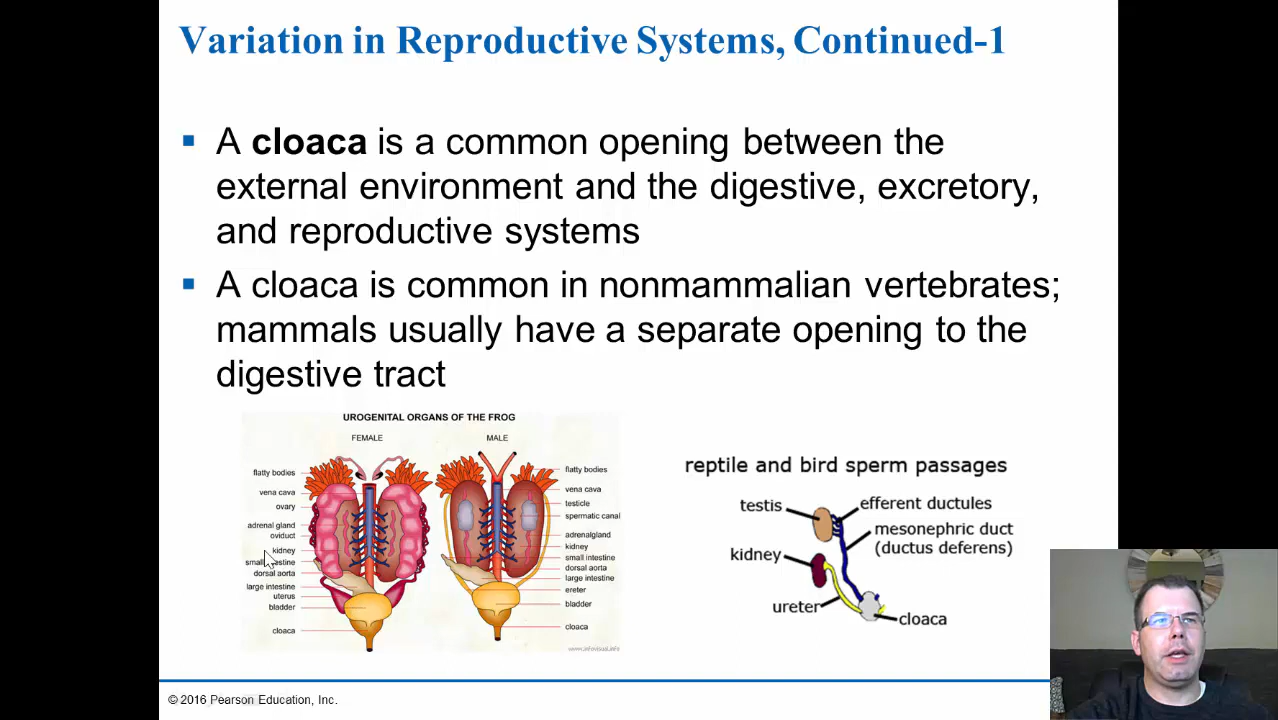 Variation in Reproductive Systems, Continued-1
A cloaca is a common opening between the
external environment and the digestive, excretory,
and reproductive systems
A cloaca is common in nonmammalian vertebrates;
mammals usually have a separate opening to the
digestive tract
UROGENITAL ORGANS OF THE FROG
FEMALE
flatty bodies
vena cava
ovary
adrenal gland
oviduct
kidney
small intestine
dorsal aorta
large intestine
uterus
bladder
cloaca
MALE
flatty bodies
vena cava
testicle
spermatic canal
adrenalgland
kidney
small intestine
dorsal aorta
large intestine
ereter
bladder
cloaca
www.infovisual.info
reptile and bird sperm passages
testis
efferent ductules
mesonephric duct
(ductus deferens)
kidney
ureter
cloaca
© 2016 Pearson Education, Inc.